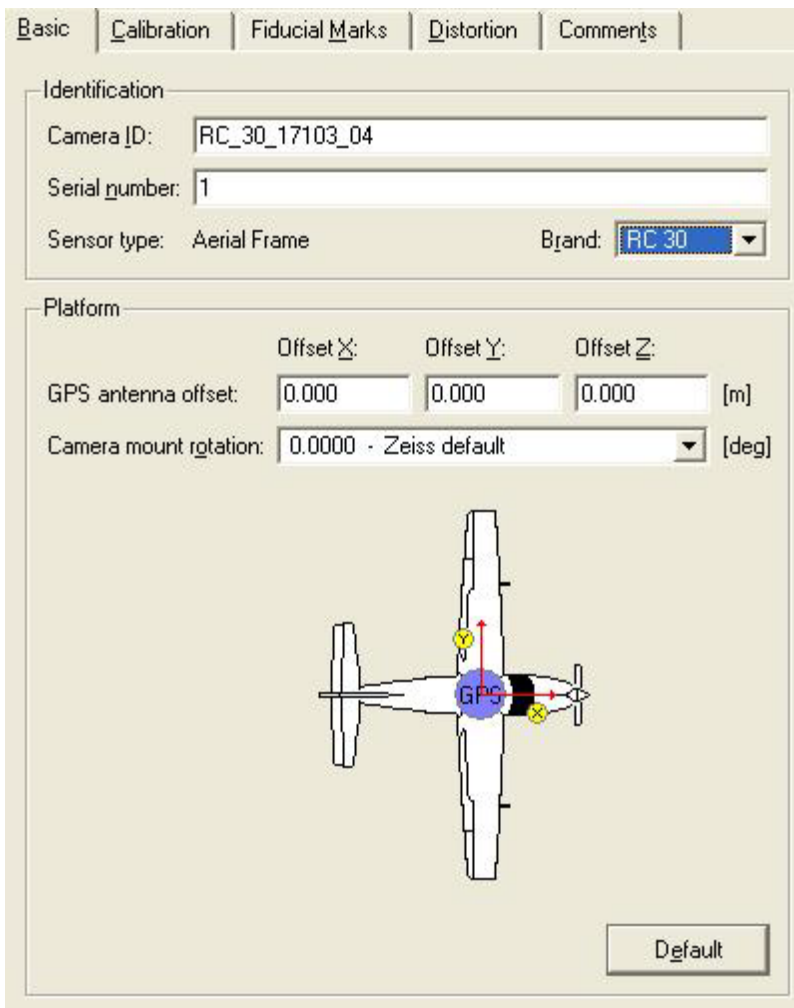 Basic Calibration Fiducial Marks Distortion Comments
Identification
Camera ID: RC_30_17103_04
Serial number: 1
Sensor type: Aerial Frame Brand: RC 30
Platform
Offset X: Offset Y: Offset Z:
GPS antenna offset: 0.000 0.000 0.000 [m]
Camera mount rotation: 0.0000 - Zeiss default [deg]
Y
GPS
X
Default